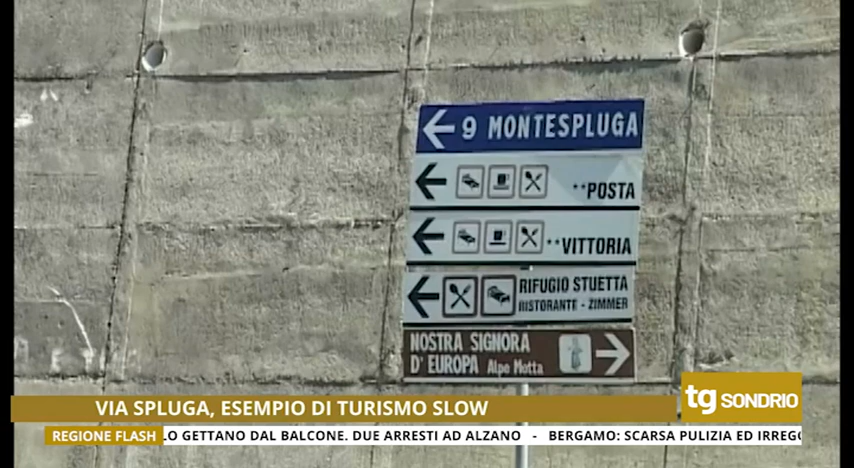 9 MONTESPLUGA
**POSTA
**VITTORIA
RIFUGIO STUETTA
RISTORANTE - ZIMMER
NOSTRA SIGNORA
D'EUROPA Alpe Motta
VIA SPLUGA, ESEMPIO DI TURISMO SLOW
tg SONDRIO
REGIONE FLASH LO GETTANO DAL BALCONE. DUE ARRESTI AD ALZANO - BERGAMO: SCARSA PULIZIA ED